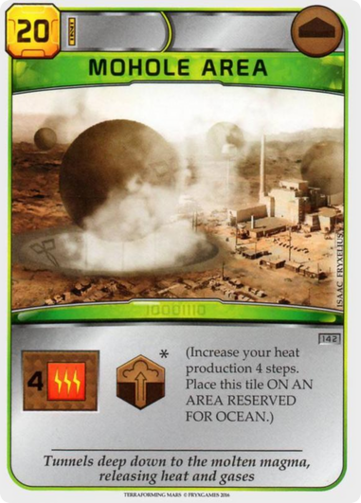 20
MOHOLE AREA
ISAAC FRYXELIUS
142
4
*
(Increase your heat
production 4 steps.
Place this tile ON AN
AREA RESERVED
FOR OCEAN.)
Tunnels deep down to the molten magma,
releasing heat and gases
TERRAFORMING MARS © FRYXGAMES 2016